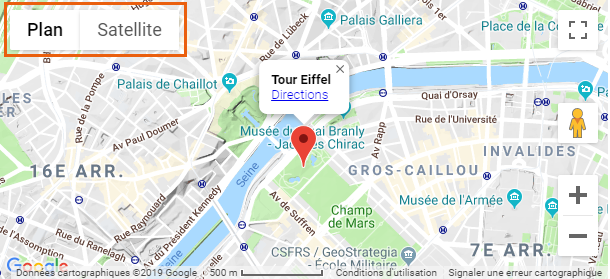 Plan
Satellite
Palais Galliera
Rue de Lübeck
Palais de Chaillot
Rue de la Pompe
Av Paul Doumer
Tour Eiffel
Directions
Quai d'Orsay
Rue de l'Université
Musée du Quai Branly
- Jacques Chirac
Av Rapp
INVALIDES
16E ARR.
GROS-CAILLOU
Seine
Av de Suffren
Musée de l'Armée
Champ
de Mars
Rue Raynouard
Av du Président Kennedy
Rue du Ranelagh
de l'Assomption
7E ARR.
CSFRS / GeoStrategia
- École Militaire
Google
Données cartographiques ©2019 Google
500 m
Conditions d'utilisation
Signaler une erreur cartographique